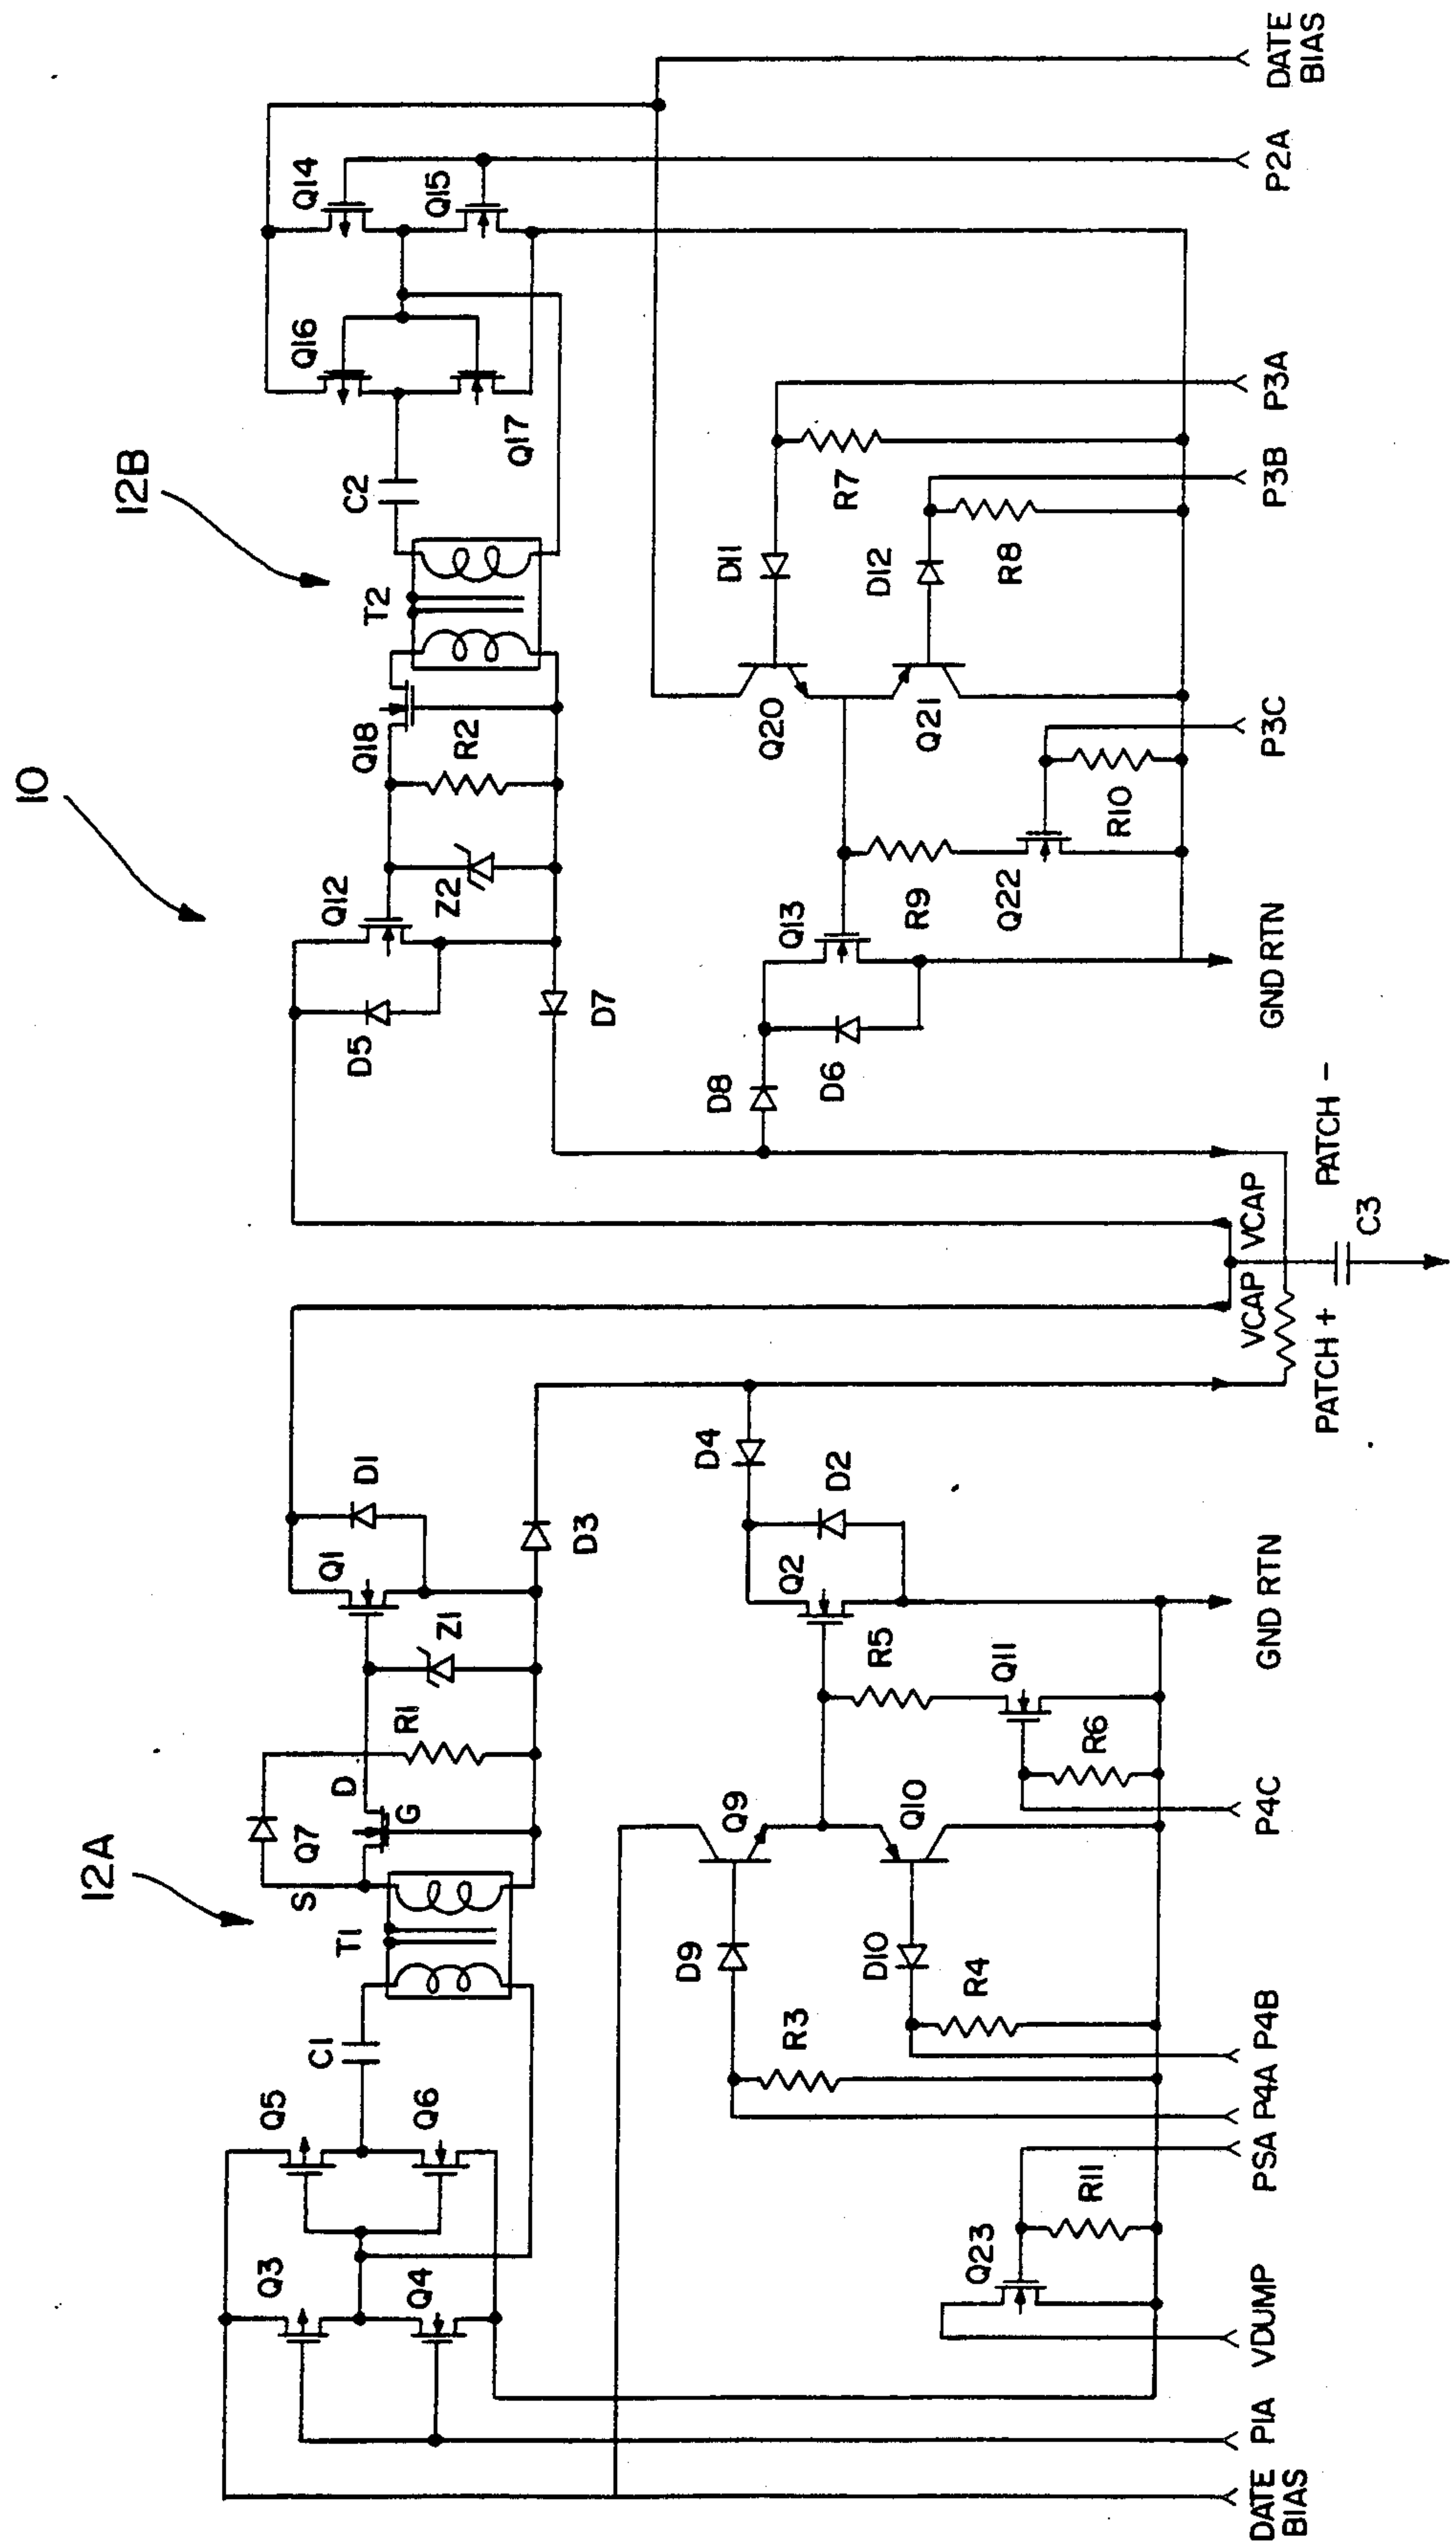 10
12A
12B
Q3
Q5
C1
T1
S
Q7
D
G
R1
Q1
D1
Z1
D3
Q4
Q6
D5
Q12
Z2
D7
Q18
R2
T2
C2
Q16
Q14
Q15
Q17
Q23
R11
R3
D9
D10
R4
Q9
Q10
R5
Q11
R6
Q2
D4
D2
D8
D6
Q13
R9
Q22
R10
Q20
Q21
D11
D12
R7
R8
DATE
BIAS
P1A
VDUMP
PSA
P4A
P4B
P4C
GND RTN
PATCH +
VCAP
VCAP
C3
PATCH -
GND RTN
P3C
P3B
P3A
P2A
DATE
BIAS